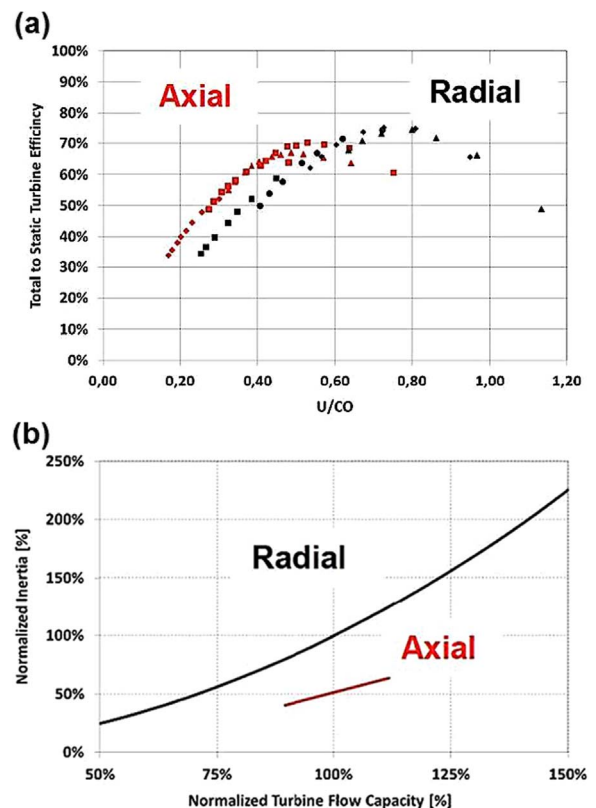 (a)
Total to Static Turbine Efficincy
100%
90%
80%
70%
60%
50%
40%
30%
20%
10%
0%
Axial
Radial
0,00 0,20 0,40 0,60 0,80 1,00 1,20
U/CO
(b)
Normalized Inertia [%]
250%
200%
150%
100%
50%
0%
Radial
Axial
50% 75% 100% 125% 150%
Normalized Turbine Flow Capacity [%]